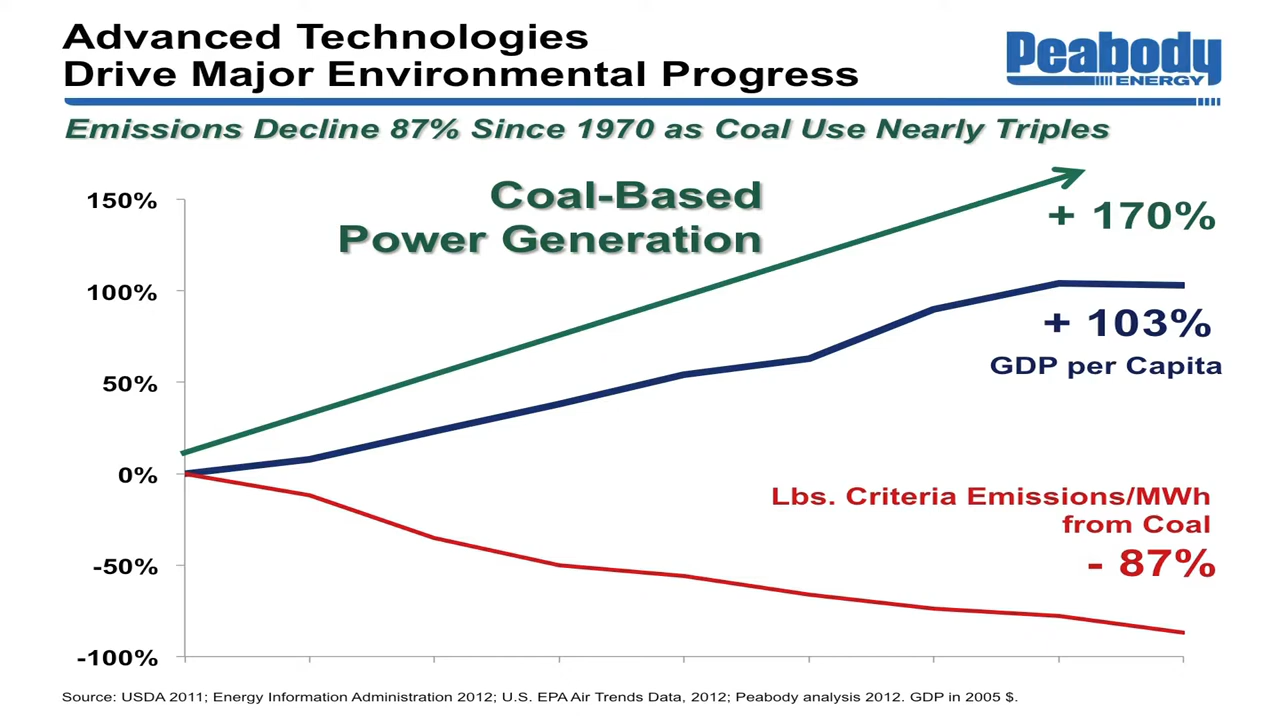 Advanced Technologies
Drive Major Environmental Progress
Peabody
ENERGY
Emissions Decline 87% Since 1970 as Coal Use Nearly Triples
Coal-Based
Power Generation
150%
100%
50%
0%
-50%
-100%
+ 170%
+ 103%
GDP per Capita
Lbs. Criteria Emissions/MWh
from Coal
- 87%
Source: USDA 2011; Energy Information Administration 2012; U.S. EPA Air Trends Data, 2012; Peabody analysis 2012. GDP in 2005 $.